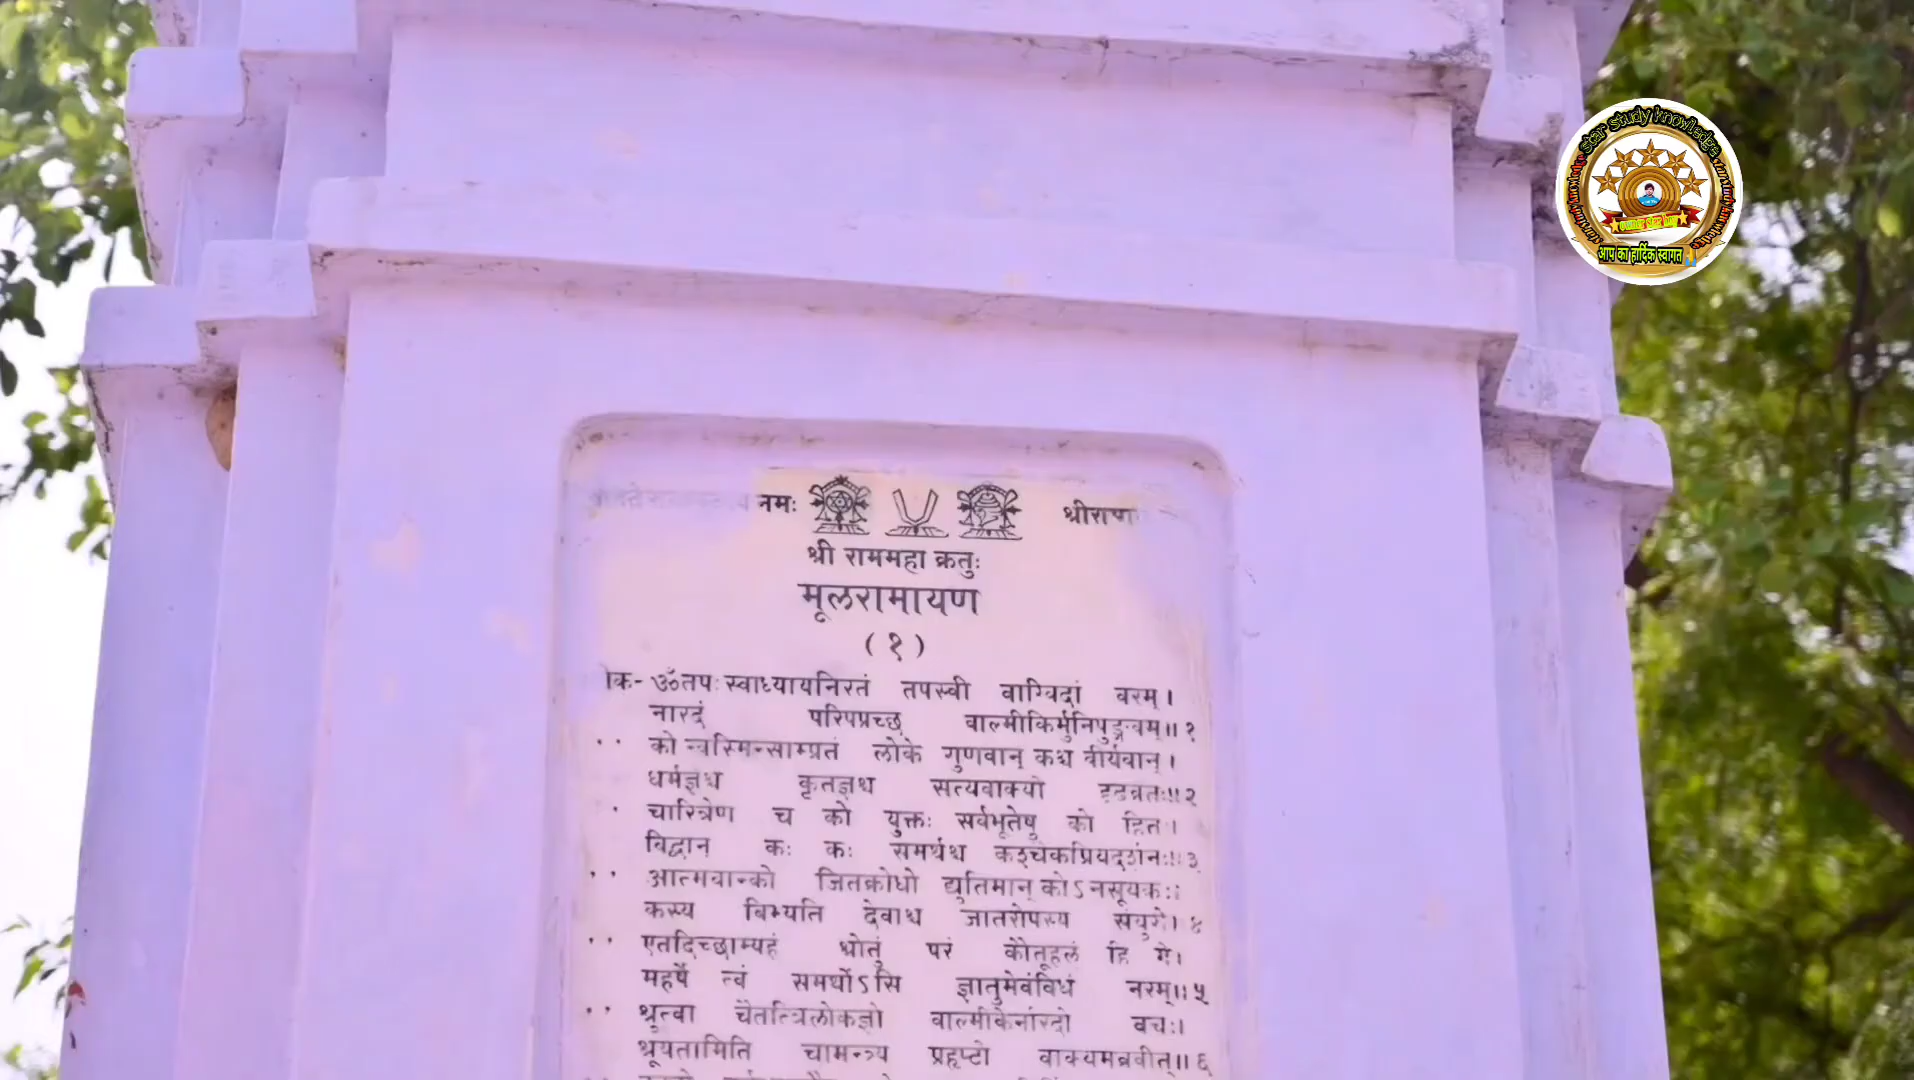 star study knowledge
आप का हार्दिक स्वागत
नमः
श्री राममहा क्रतुः
मूलरामायण
(१)
ॐतपःस्वाध्यायनिरतं तपस्वी वाग्विदां वरम्।
नारदं परिपप्रच्छ वाल्मीकिर्मुनिपुङ्गवम्॥१
को न्वस्मिन्साम्प्रतं लोके गुणवान् कश्च वीर्यवान्।
धर्मज्ञश्च कृतज्ञश्च सत्यवाक्यो दृढव्रतः॥२
चारित्रेण च को युक्तः सर्वभूतेषु को हितः।
विद्वान कः कः समर्थश्च कश्चैकप्रियदर्शनः॥३
आत्मवान्को जितक्रोधो द्युतिमान् कोऽनसूयकः।
कस्य बिभ्यति देवाश्च जातरोषस्य संयुगे।४
एतदिच्छाम्यहं श्रोतुं परं कौतूहलं हि मे।
महर्षे त्वं समर्थोऽसि ज्ञातुमेवंविधं नरम्॥५
श्रुत्वा चैतत्त्रिलोकज्ञो वाल्मीकेर्नारदो वचः।
श्रूयतामिति चामन्त्र्य प्रहृष्टो वाक्यमब्रवीत्॥६